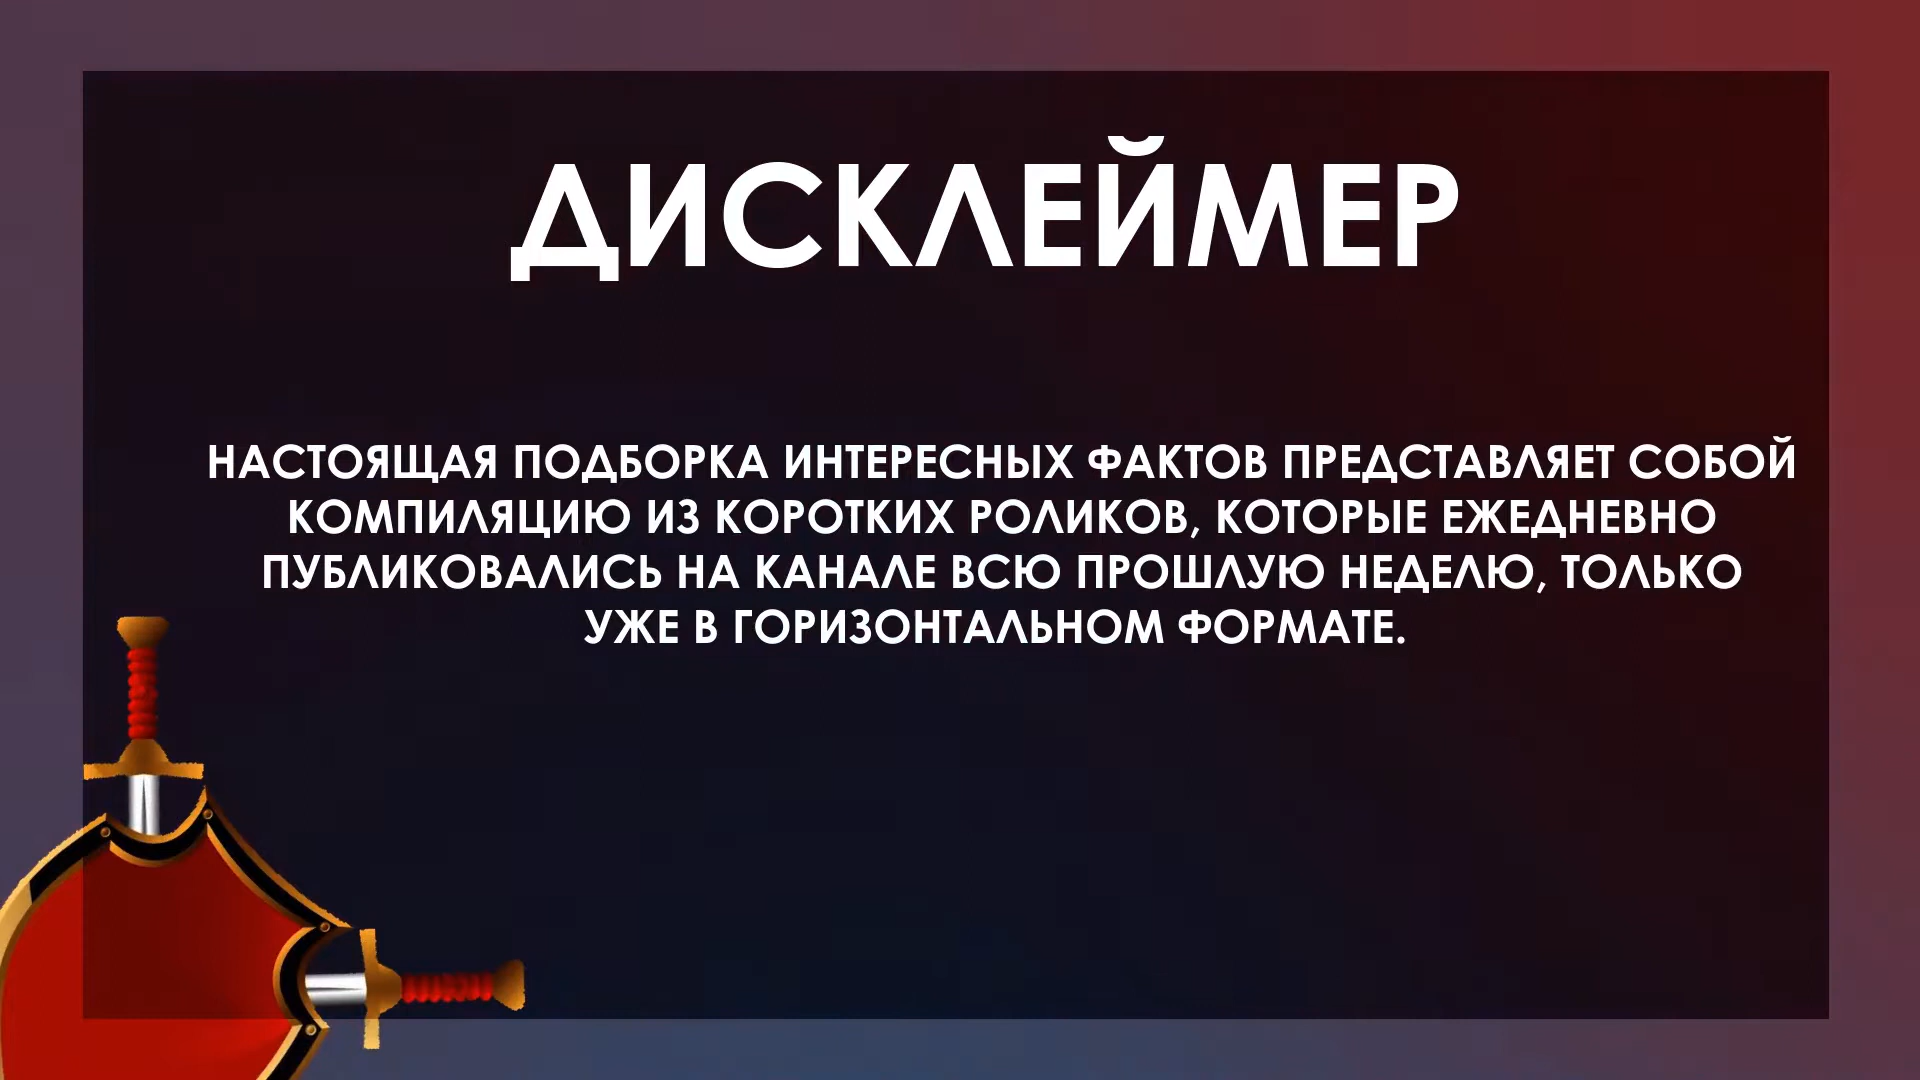 ДИСКЛЕЙМЕР
НАСТОЯЩАЯ ПОДБОРКА ИНТЕРЕСНЫХ ФАКТОВ ПРЕДСТАВЛЯЕТ СОБОЙ
КОМПИЛЯЦИЮ ИЗ КОРОТКИХ РОЛИКОВ, КОТОРЫЕ ЕЖЕДНЕВНО
ПУБЛИКОВАЛИСЬ НА КАНАЛЕ ВСЮ ПРОШЛУЮ НЕДЕЛЮ, ТОЛЬКО
УЖЕ В ГОРИЗОНТАЛЬНОМ ФОРМАТЕ.